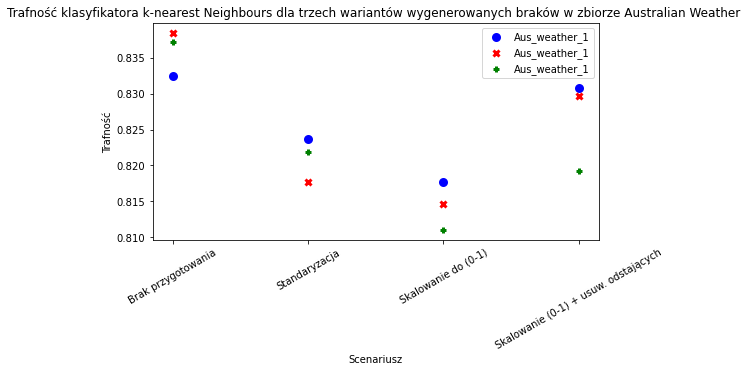 Trafność klasyfikatora k-nearest Neighbours dla trzech wariantów wygenerowanych braków w zbiorze Australian Weather
Aus_weather_1
Aus_weather_1
Aus_weather_1
Trafność
0.835
0.830
0.825
0.820
0.815
0.810
Brak przygotowania
Standaryzacja
Skalowanie do (0-1)
Skalowanie (0-1) + usuw. odstających
Scenariusz